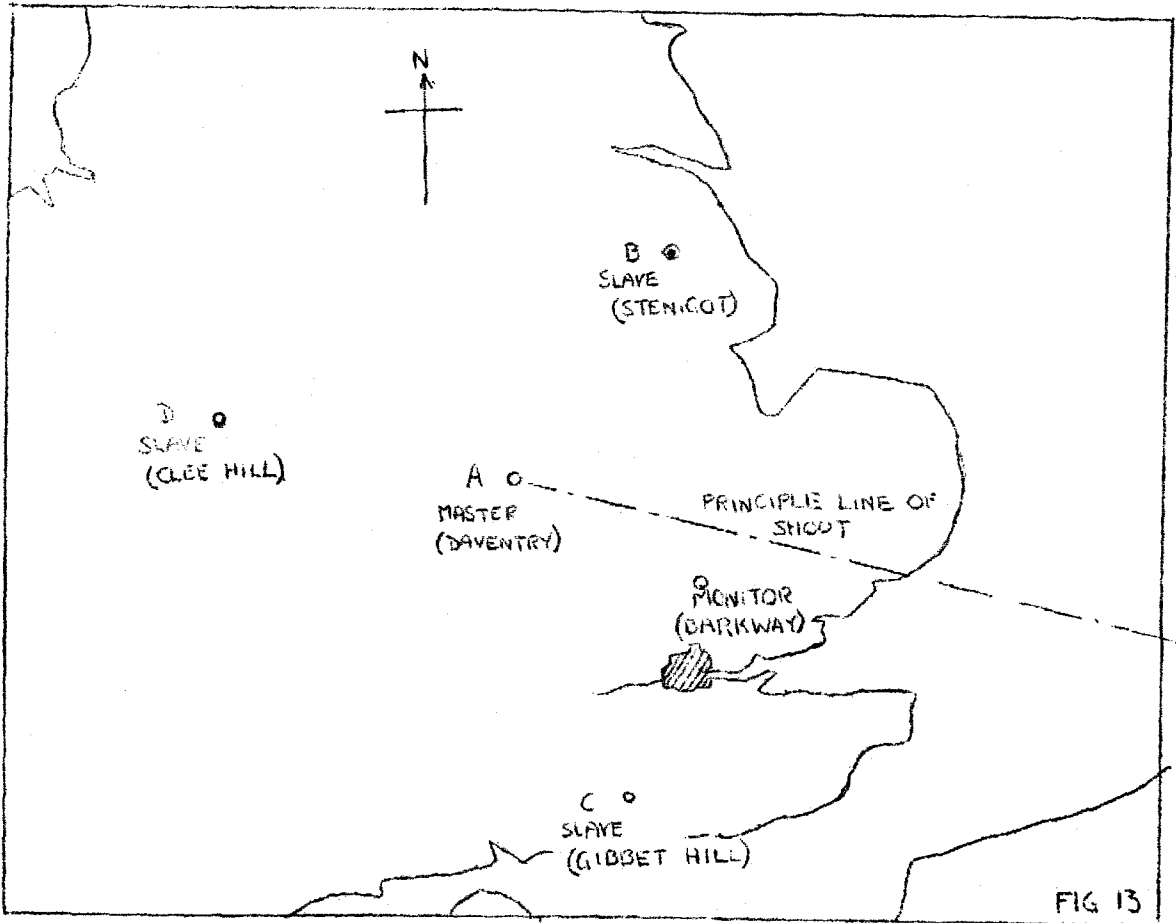 N
B
SLAVE
(STENIGOT)
D
SLAVE
(CLEE HILL)
A
MASTER
(DAVENTRY)
PRINCIPLE LINE OF
SHOOT
MONITOR
(BARKWAY)
C
SLAVE
(GIBBET HILL)
FIG 13